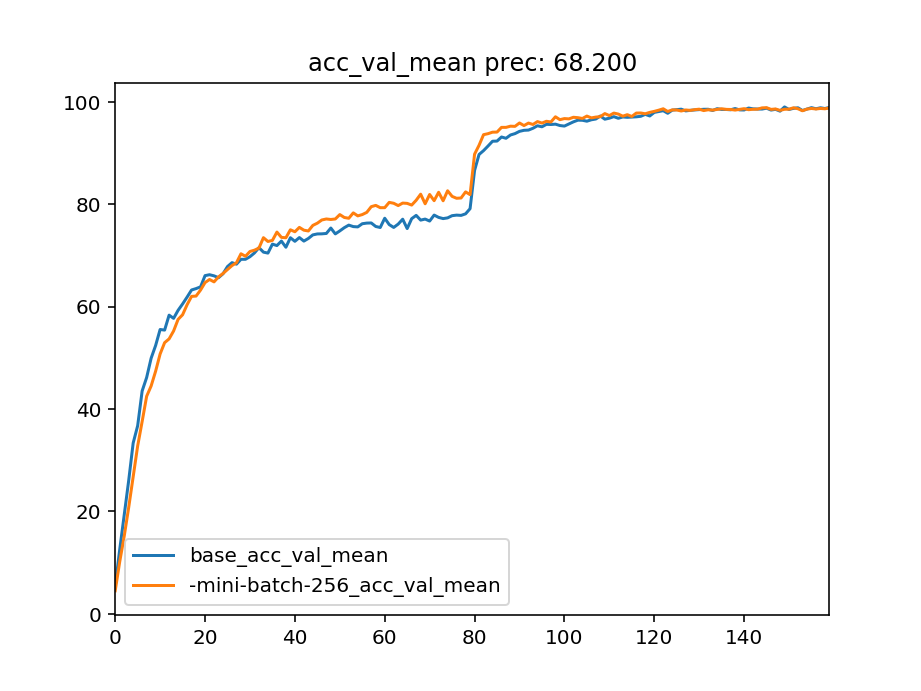 acc_val_mean prec: 68.200
100
80
60
40
20
0
base_acc_val_mean
-mini-batch-256_acc_val_mean
0 20 40 60 80 100 120 140